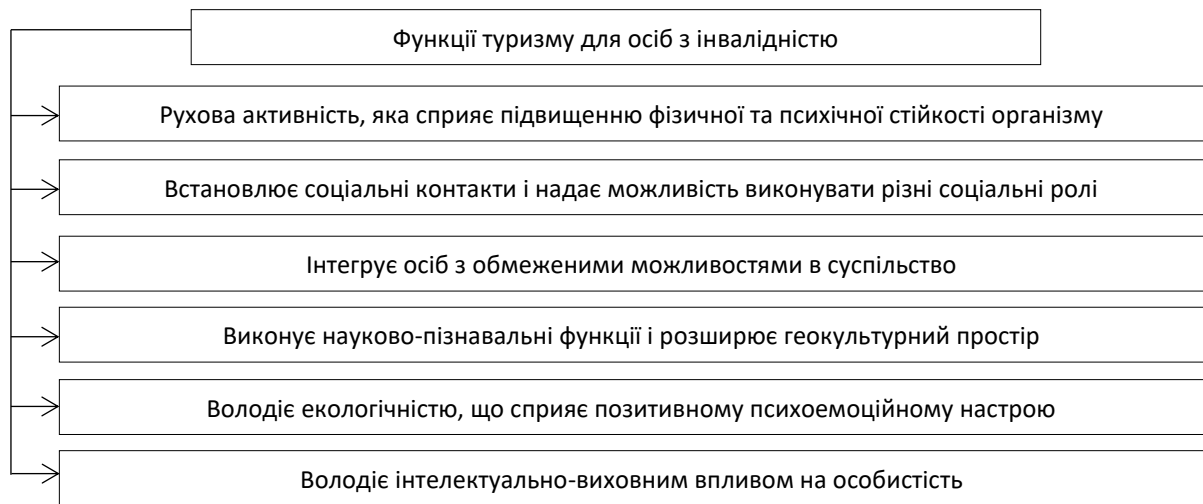 Функції туризму для осіб з інвалідністю
Рухова активність, яка сприяє підвищенню фізичної та психічної стійкості організму
Встановлює соціальні контакти і надає можливість виконувати різні соціальні ролі
Інтегрує осіб з обмеженими можливостями в суспільство
Виконує науково-пізнавальні функції і розширює геокультурний простір
Володіє екологічністю, що сприяє позитивному психоемоційному настрою
Володіє інтелектуально-виховним впливом на особистість